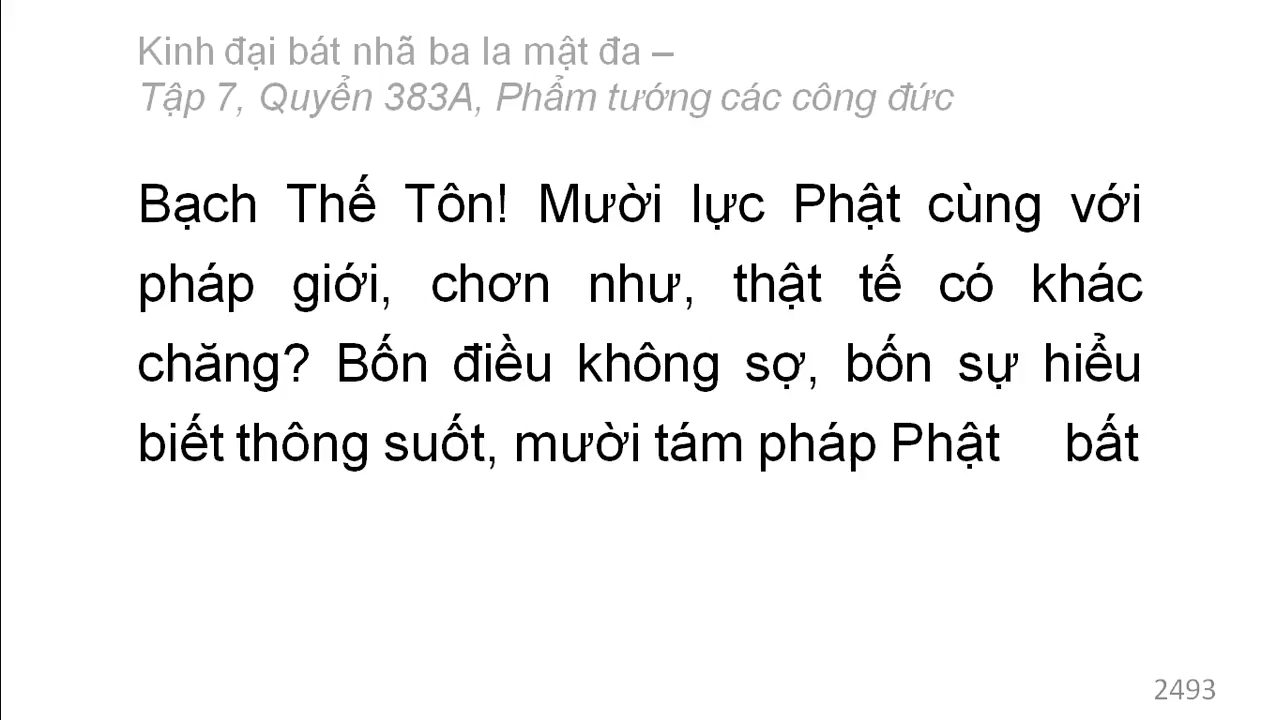 Kinh đại bát nhã ba la mật đa –
Tập 7, Quyển 383A, Phẩm tướng các công đức
Bạch Thế Tôn! Mười lực Phật cùng với
pháp giới, chơn như, thật tế có khác
chăng? Bốn điều không sợ, bốn sự hiểu
biết thông suốt, mười tám pháp Phật bất
2493